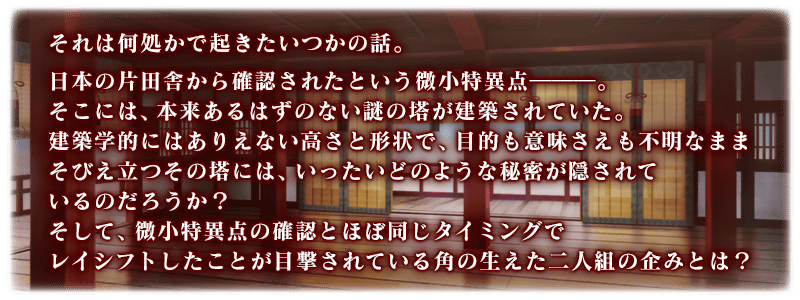 それは何処かで起きたいつかの話。
日本の片田舎から確認されたという微小特異点―――。
そこには、本来あるはずのない謎の塔が建築されていた。
建築学的にはありえない高さと形状で、目的も意味さえも不明なまま
そびえ立つその塔には、いったいどのような秘密が隠されて
いるのだろうか？
そして、微小特異点の確認とほぼ同じタイミングで
レイシフトしたことが目撃されている角の生えた二人組の企みとは？